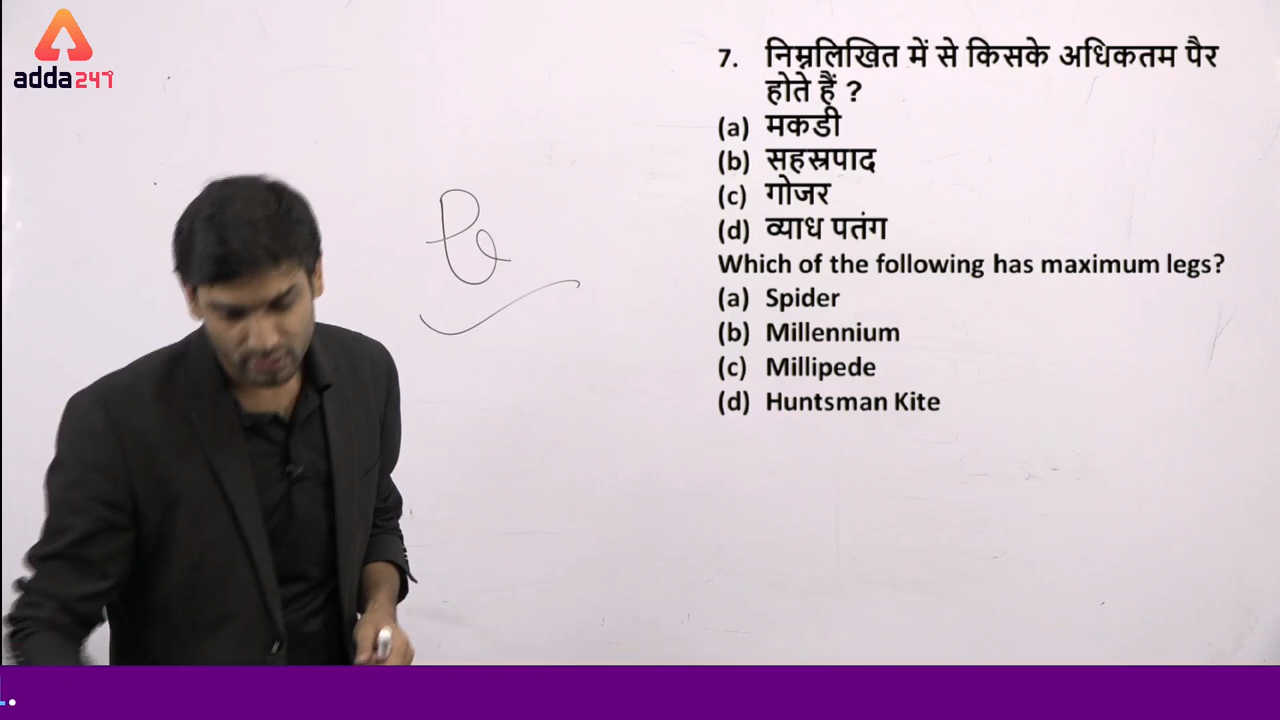 adda247
7. निम्नलिखित में से किसके अधिकतम पैर
होते हैं ?
(a) मकडी
(b) सहस्रपाद
(c) गोजर
(d) व्याध पतंग
Which of the following has maximum legs?
(a) Spider
(b) Millennium
(c) Millipede
(d) Huntsman Kite